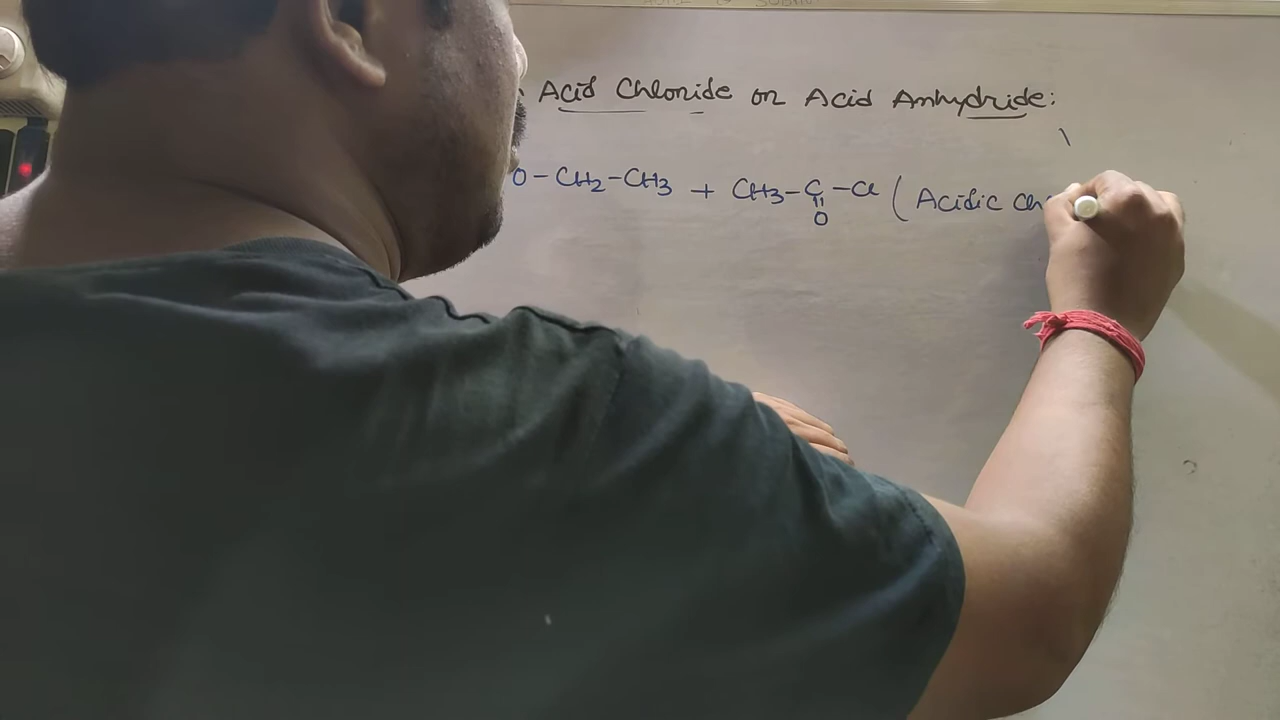 Acid Chloride or Acid Anhydride:
O-CH2-CH3 + CH3-C-Cl (Acidic Ch
O